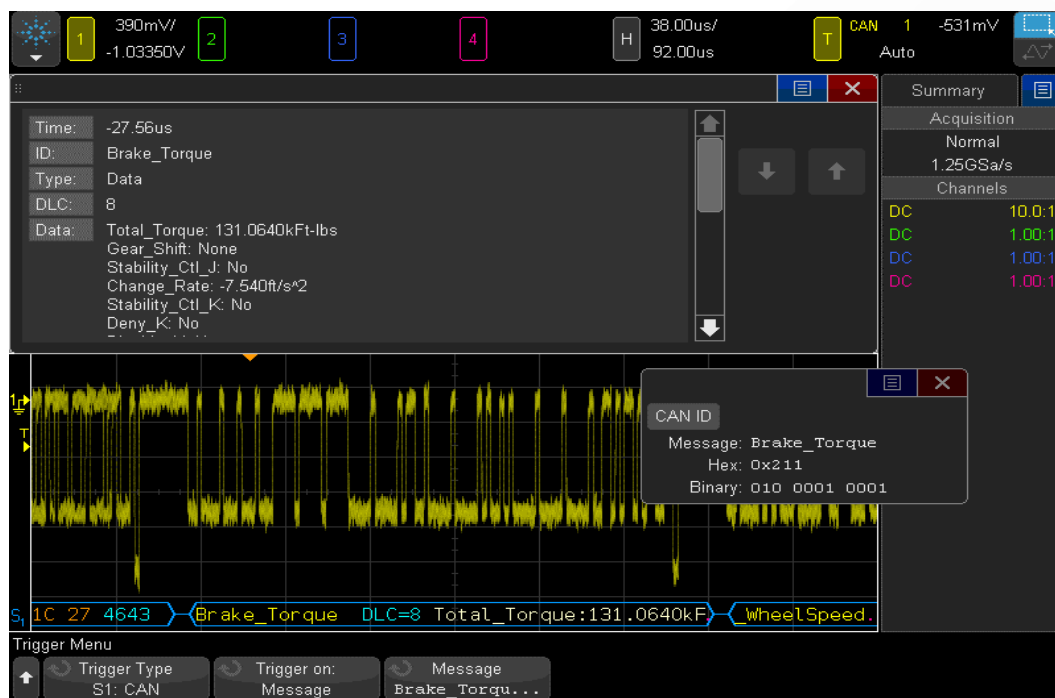 1 390mV/ -1.03350V 2 3 4 H 38.00us/ 92.00us T CAN 1 -531mV Auto
Time: -27.56us
ID: Brake_Torque
Type: Data
DLC: 8
Data: Total_Torque: 131.0640kFt-lbs
Gear_Shift: None
Stability_Ctl_J: No
Change_Rate: -7.540ft/s^2
Stability_Ctl_K: No
Deny_K: No
Summary
Acquisition
Normal
1.25GSa/s
Channels
DC 10.0:1
DC 1.00:1
DC 1.00:1
DC 1.00:1
1
T
CAN ID
Message: Brake_Torque
Hex: 0x211
Binary: 010 0001 0001
S1 1C 27 4643 Brake_Torque DLC=8 Total_Torque:131.0640kF _WheelSpeed
Trigger Menu
Trigger Type
S1: CAN
Trigger on:
Message
Message
Brake_Torqu...